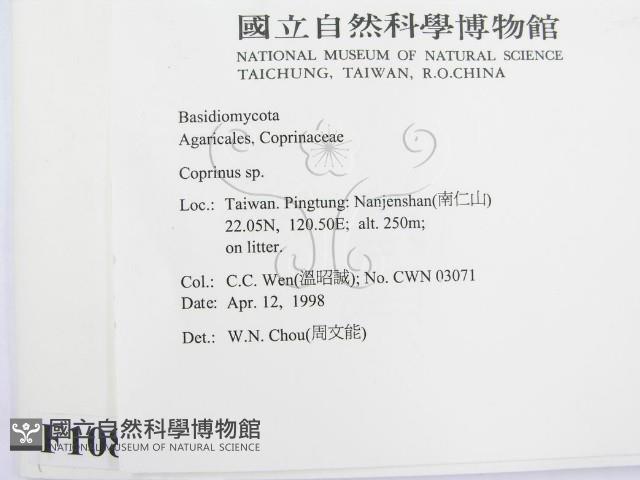 國立自然科學博物館
NATIONAL MUSEUM OF NATURAL SCIENCE
TAICHUNG, TAIWAN, R.O.CHINA
Basidiomycota
Agaricales, Coprinaceae
Coprinus sp.
Loc.: Taiwan. Pingtung: Nanjenshan(南仁山)
22.05N, 120.50E; alt. 250m;
on litter.
Col.: C.C. Wen(溫昭誠); No. CWN 03071
Date: Apr. 12, 1998
Det.: W.N. Chou(周文能)
國立自然科學博物館
NATIONAL MUSEUM OF NATURAL SCIENCE